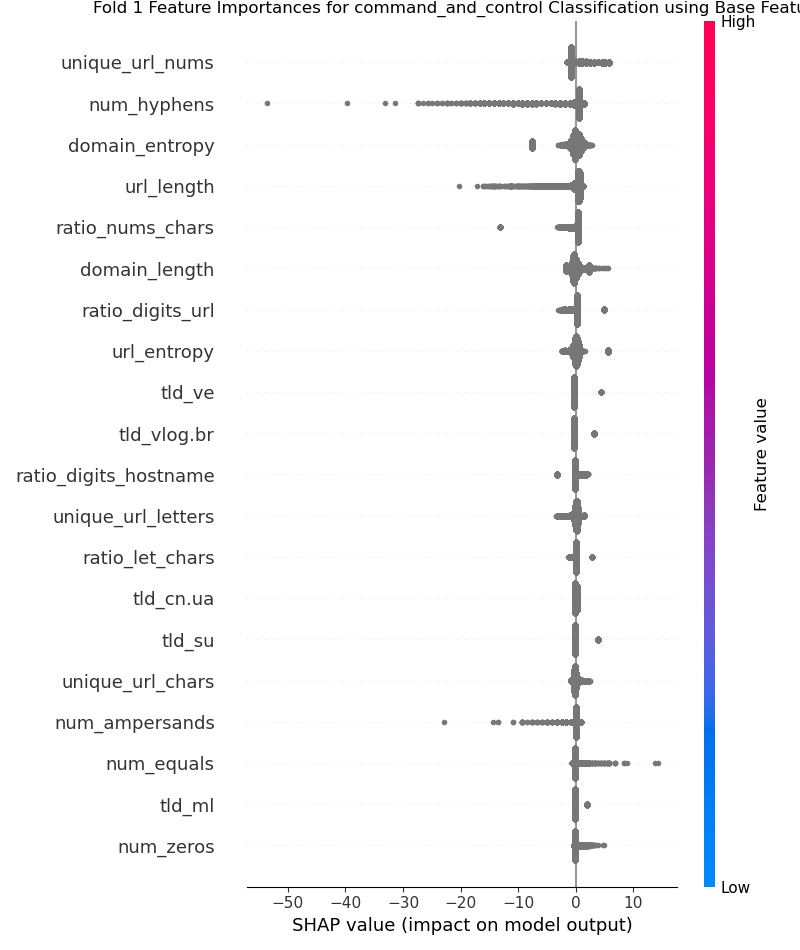 Fold 1 Feature Importances for command_and_control Classification using Base Featu
High
unique_url_nums
num_hyphens
domain_entropy
url_length
ratio_nums_chars
domain_length
ratio_digits_url
url_entropy
tld_ve
tld_vlog.br
ratio_digits_hostname
unique_url_letters
ratio_let_chars
tld_cn.ua
tld_su
unique_url_chars
num_ampersands
num_equals
tld_ml
num_zeros
Feature value
Low
−50 −40 −30 −20 −10 0 10
SHAP value (impact on model output)